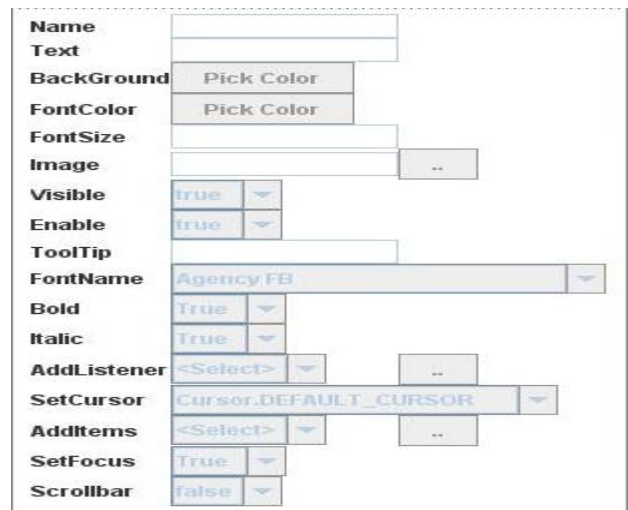 Name
Text
BackGround Pick Color
FontColor Pick Color
FontSize
Image ..
Visible true
Enable true
ToolTip
FontName Agency FB
Bold True
Italic True
AddListener <Select> ..
SetCursor Cursor.DEFAULT_CURSOR
AddItems <Select> ..
SetFocus True
Scrollbar false